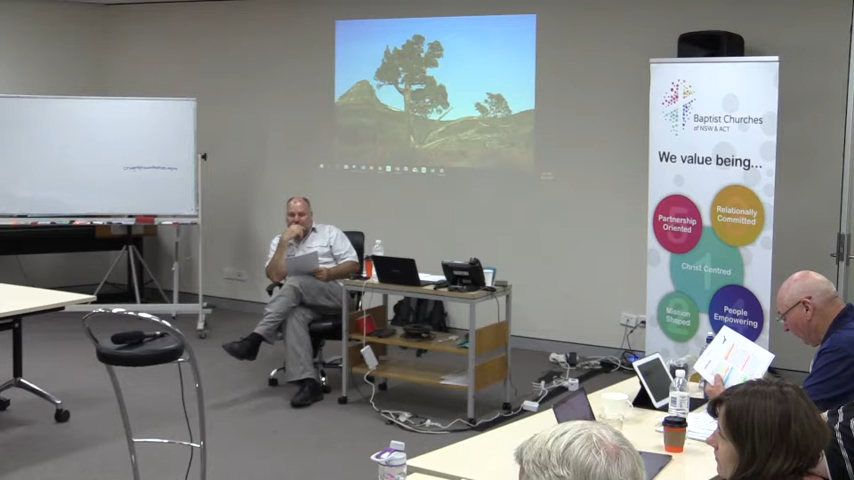 Baptist Churches
of NSW & ACT
We value being...
Partnership
Oriented
Relationally
Committed
Christ Centred
Mission
Shaped
People
Empowering